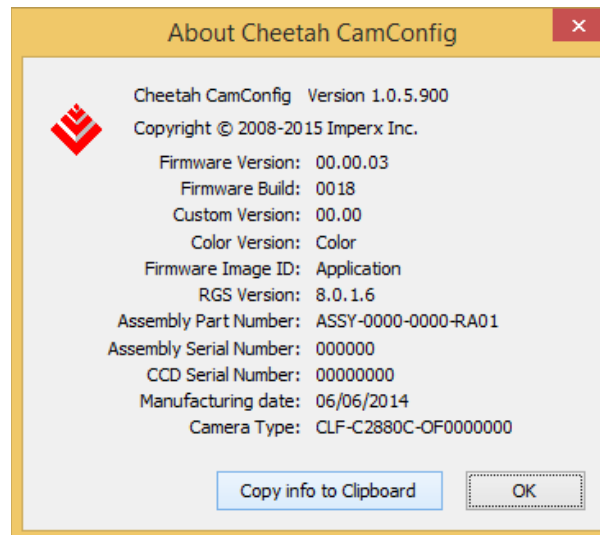 About Cheetah CamConfig
Cheetah CamConfig Version 1.0.5.900
Copyright © 2008-2015 Imperx Inc.
Firmware Version: 00.00.03
Firmware Build: 0018
Custom Version: 00.00
Color Version: Color
Firmware Image ID: Application
RGS Version: 8.0.1.6
Assembly Part Number: ASSY-0000-0000-RA01
Assembly Serial Number: 000000
CCD Serial Number: 00000000
Manufacturing date: 06/06/2014
Camera Type: CLF-C2880C-OF0000000
Copy info to Clipboard OK